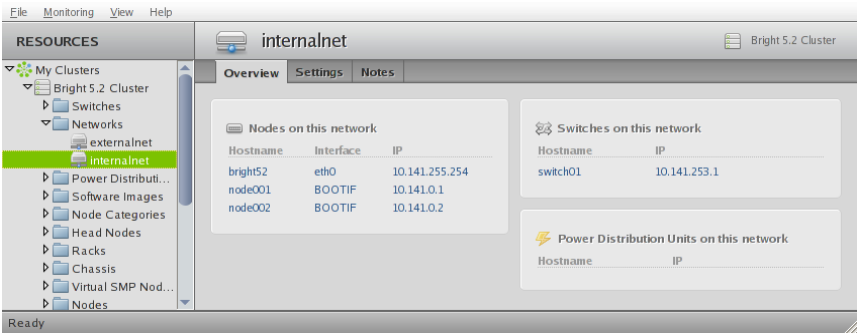 File Monitoring View Help
RESOURCES
internalnet
Bright 5.2 Cluster
My Clusters
Bright 5.2 Cluster
Switches
Networks
externalnet
internalnet
Power Distributi...
Software Images
Node Categories
Head Nodes
Racks
Chassis
Virtual SMP Nod...
Nodes
Overview Settings Notes
Nodes on this network
Hostname Interface IP
bright52 eth0 10.141.255.254
node001 BOOTIF 10.141.0.1
node002 BOOTIF 10.141.0.2
Switches on this network
Hostname IP
switch01 10.141.253.1
Power Distribution Units on this network
Hostname IP
Ready